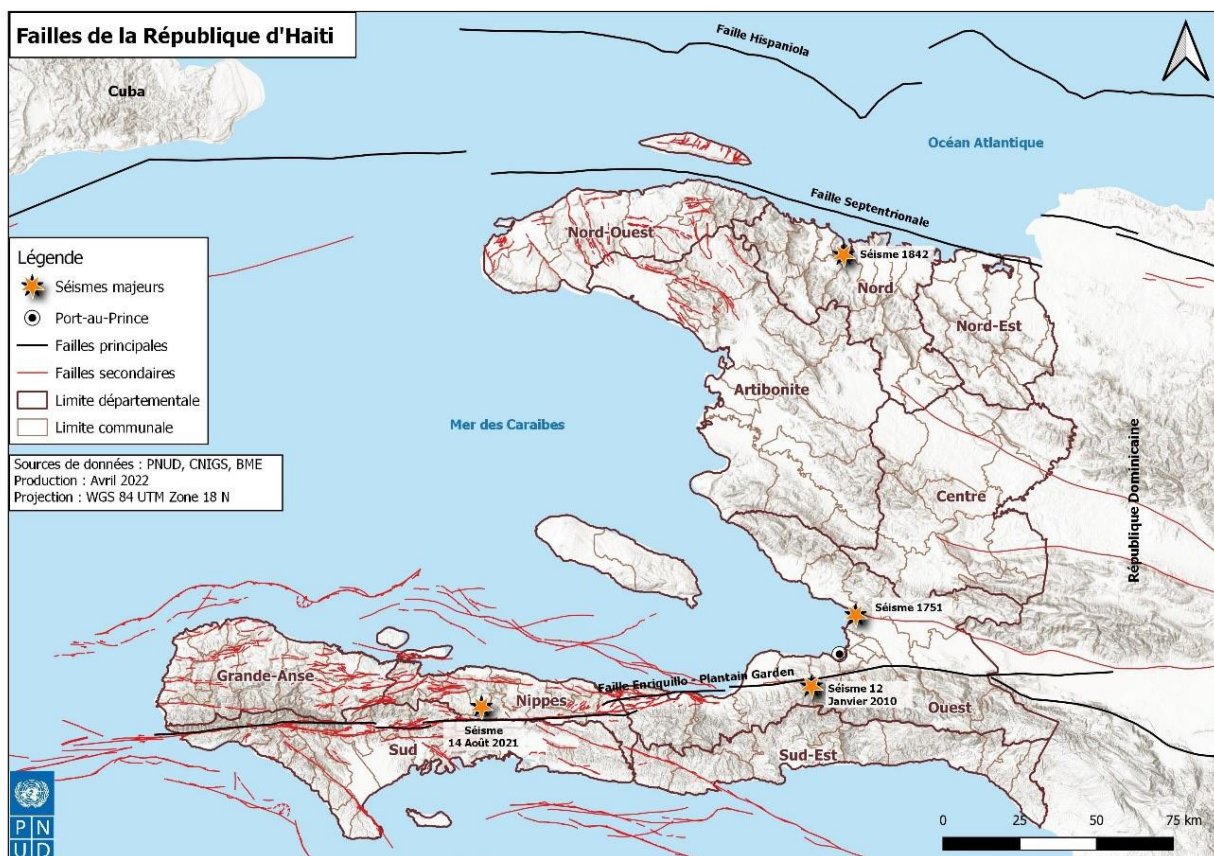 Failles de la République d'Haiti
Cuba
Faille Hispaniola
Océan Atlantique
Faille Septentrionale
Nord-Ouest
Séisme 1842
Nord
Nord-Est
Légende
Séismes majeurs
Port-au-Prince
Failles principales
Failles secondaires
Limite départementale
Limite communale
Sources de données : PNUD, CNIGS, BME
Production : Avril 2022
Projection : WGS 84 UTM Zone 18 N
Artibonite
Mer des Caraibes
Centre
République Dominicaine
Séisme 1751
Grande-Anse
Nippes
Faille Enriquillo - Plantain Garden
Séisme 12
Janvier 2010
Ouest
Séisme
14 Août 2021
Sud
Sud-Est
P N
U D
0 25 50 75 km